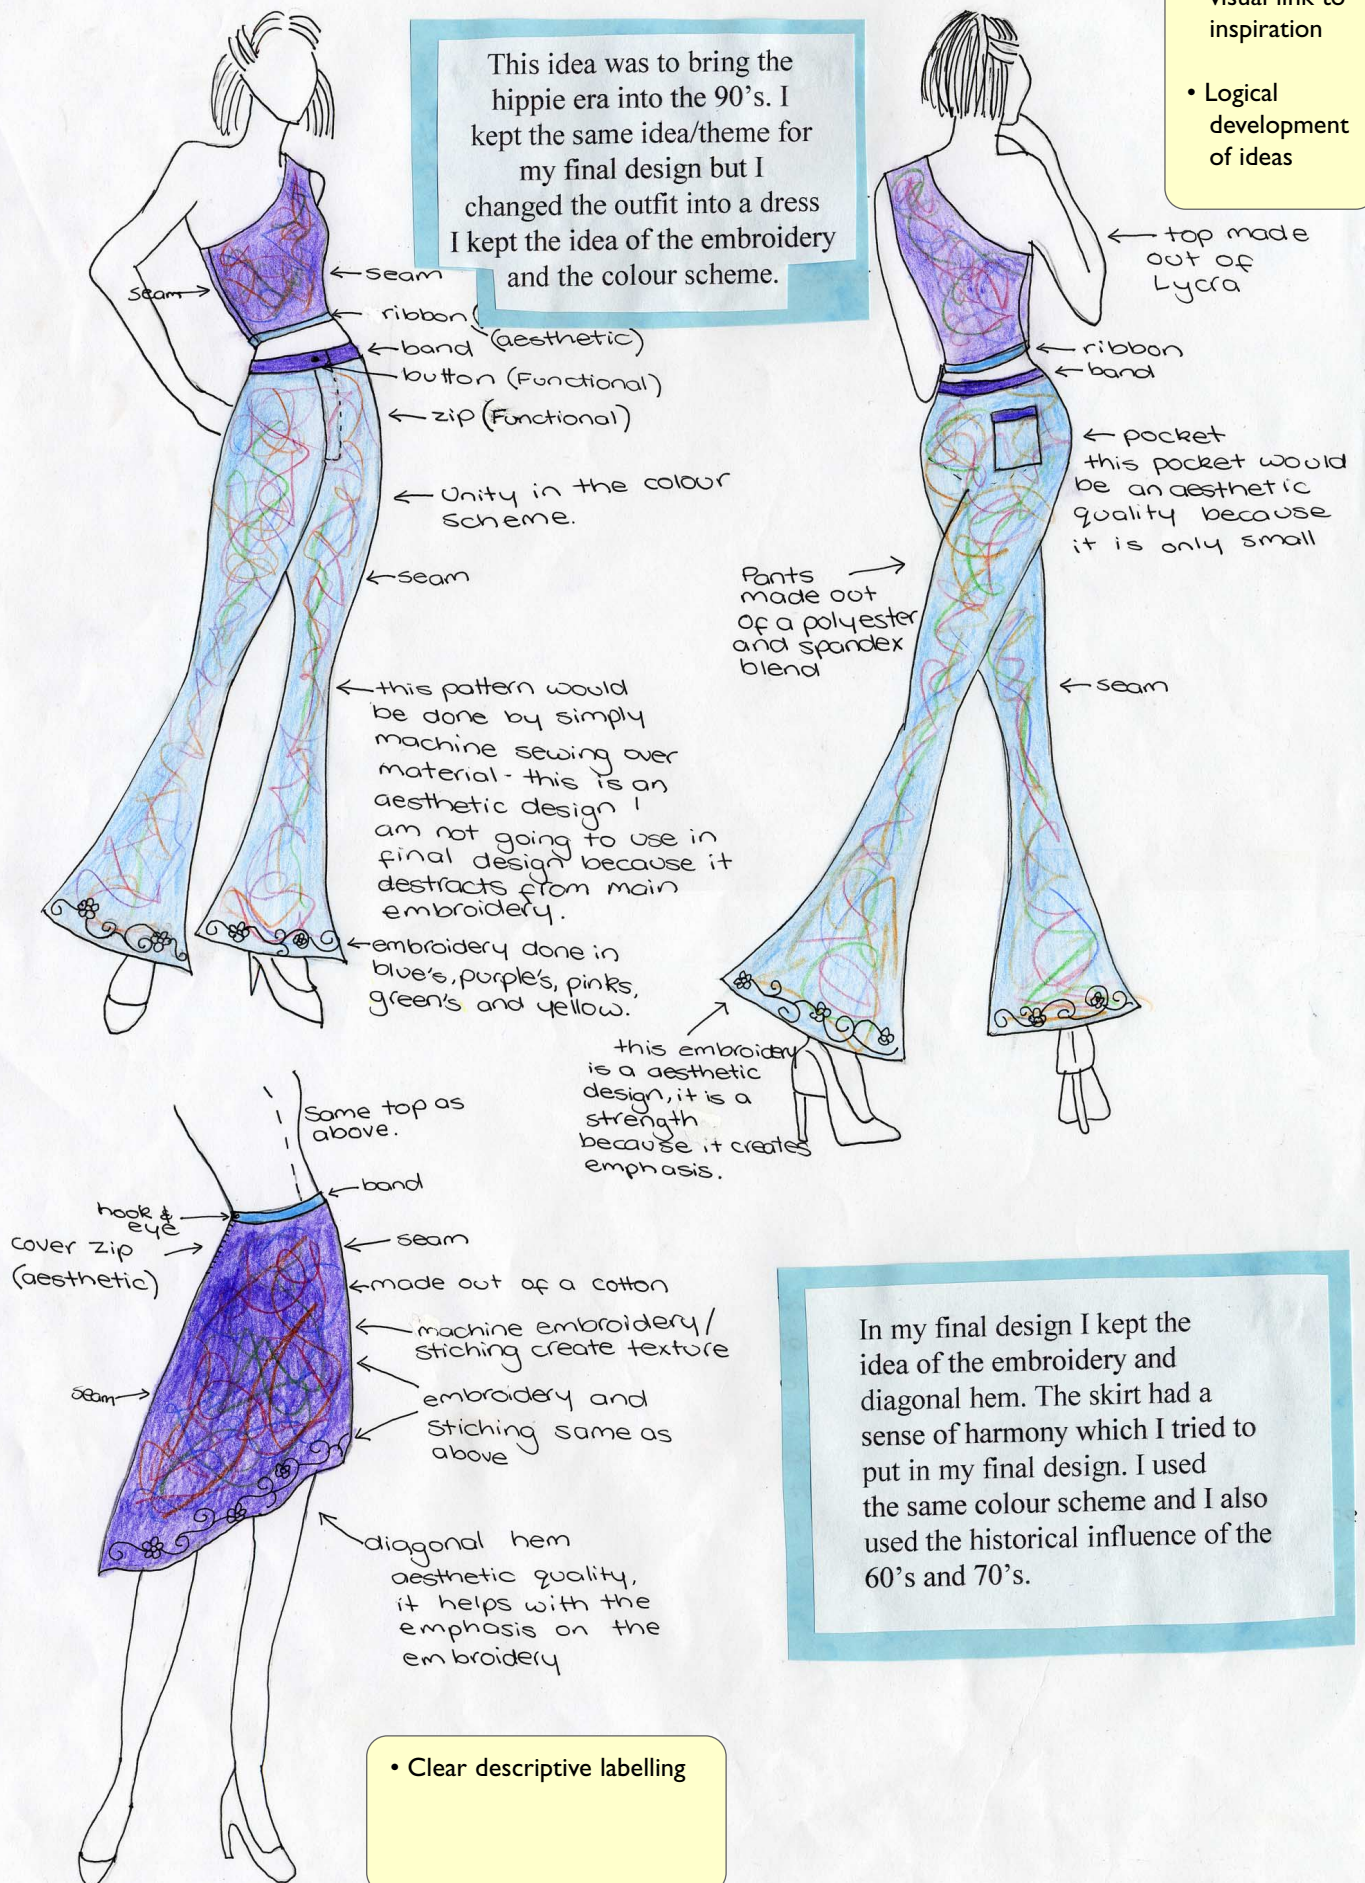 visual link to
inspiration
• Logical
development
of ideas
This idea was to bring the
hippie era into the 90's. I
kept the same idea/theme for
my final design but I
changed the outfit into a dress
I kept the idea of the embroidery
and the colour scheme.
seam
seam
ribbon
(aesthetic)
band
button (Functional)
zip (Functional)
Unity in the colour
scheme.
seam
this pattern would
be done by simply
machine sewing over
material - this is an
aesthetic design I
am not going to use in
final design because it
destracts from main
embroidery.
embroidery done in
blue's, purple's, pinks,
green's and yellow.
top made
out of
Lycra
ribbon
band
pocket
this pocket would
be an aesthetic
quality because
it is only small
Pants
made out
of a polyester
and spandex
blend
seam
this embroidery
is a aesthetic
design, it is a
strength
because it creates
emphasis.
Same top as
above.
band
hook &
eye
cover zip
(aesthetic)
seam
made out of a cotton
machine embroidery/
stiching create texture
seam
embroidery and
stiching same as
above
diagonal hem
aesthetic quality,
it helps with the
emphasis on the
embroidery
In my final design I kept the
idea of the embroidery and
diagonal hem. The skirt had a
sense of harmony which I tried to
put in my final design. I used
the same colour scheme and I also
used the historical influence of the
60's and 70's.
• Clear descriptive labelling